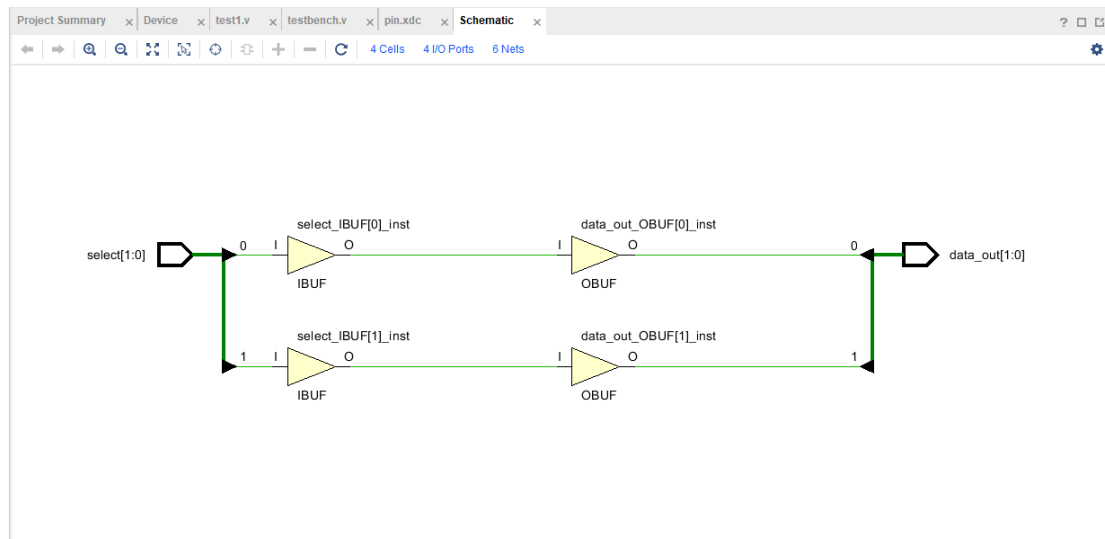 Project Summary × Device × test1.v × testbench.v × pin.xdc × Schematic × ?
4 Cells 4 I/O Ports 6 Nets
select_IBUF[0]_inst data_out_OBUF[0]_inst
select[1:0] 0 I O I O 0 data_out[1:0]
IBUF OBUF
select_IBUF[1]_inst data_out_OBUF[1]_inst
1 I O I O 1
IBUF OBUF